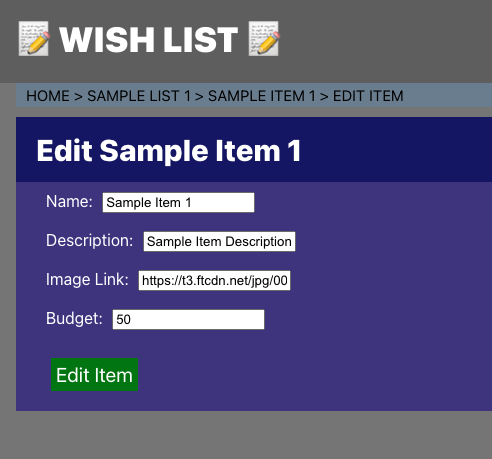 📝 WISH LIST 📝
HOME > SAMPLE LIST 1 > SAMPLE ITEM 1 > EDIT ITEM
Edit Sample Item 1
Name: Sample Item 1
Description: Sample Item Description
Image Link: https://t3.ftcdn.net/jpg/00
Budget: 50
Edit Item